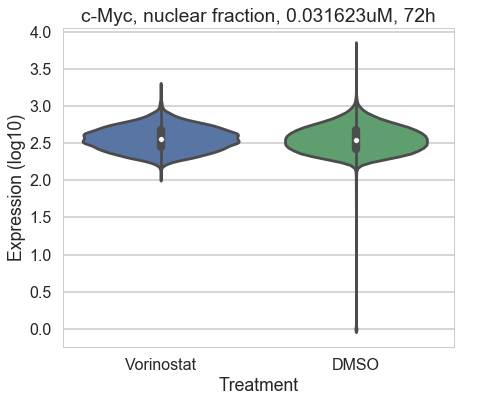 c-Myc, nuclear fraction, 0.031623uM, 72h
Expression (log10)
4.0
3.5
3.0
2.5
2.0
1.5
1.0
0.5
0.0
Vorinostat DMSO
Treatment